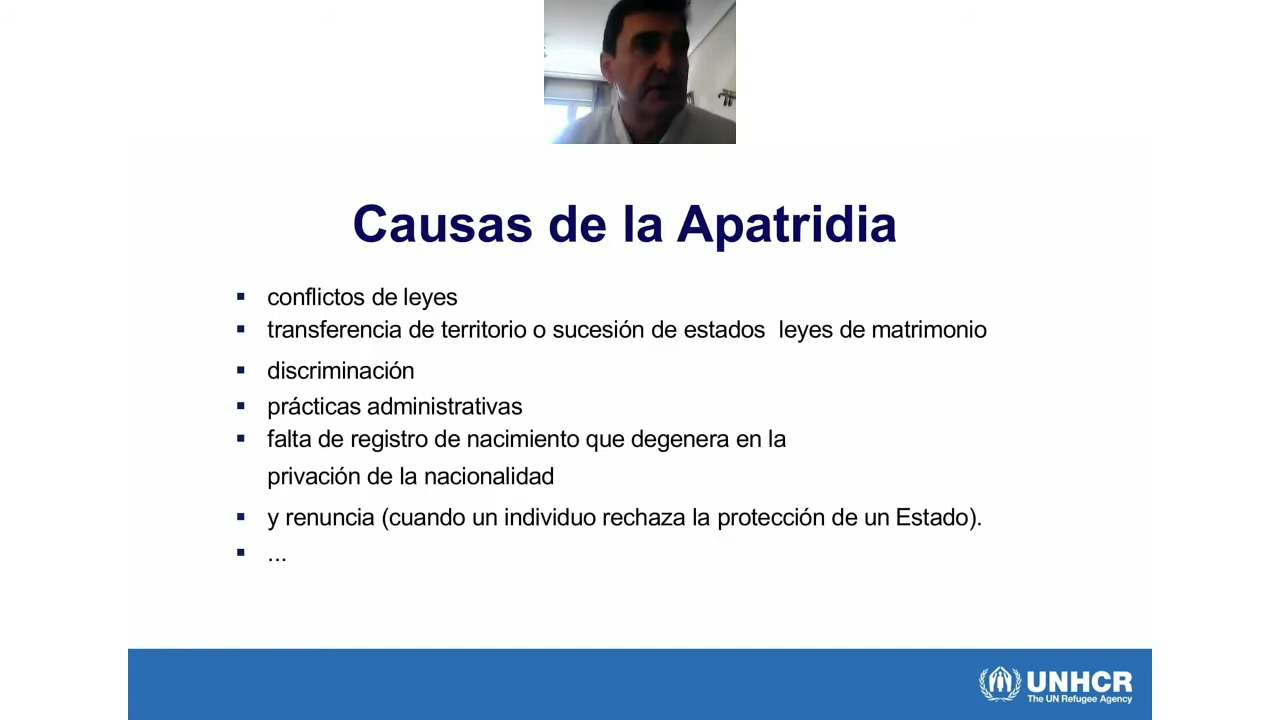 Causas de la Apatridia
▪ conflictos de leyes
▪ transferencia de territorio o sucesión de estados  leyes de matrimonio
▪ discriminación
▪ prácticas administrativas
▪ falta de registro de nacimiento que degenera en la
privación de la nacionalidad
▪ y renuncia (cuando un individuo rechaza la protección de un Estado).
▪ ...
UNHCR
The UN Refugee Agency